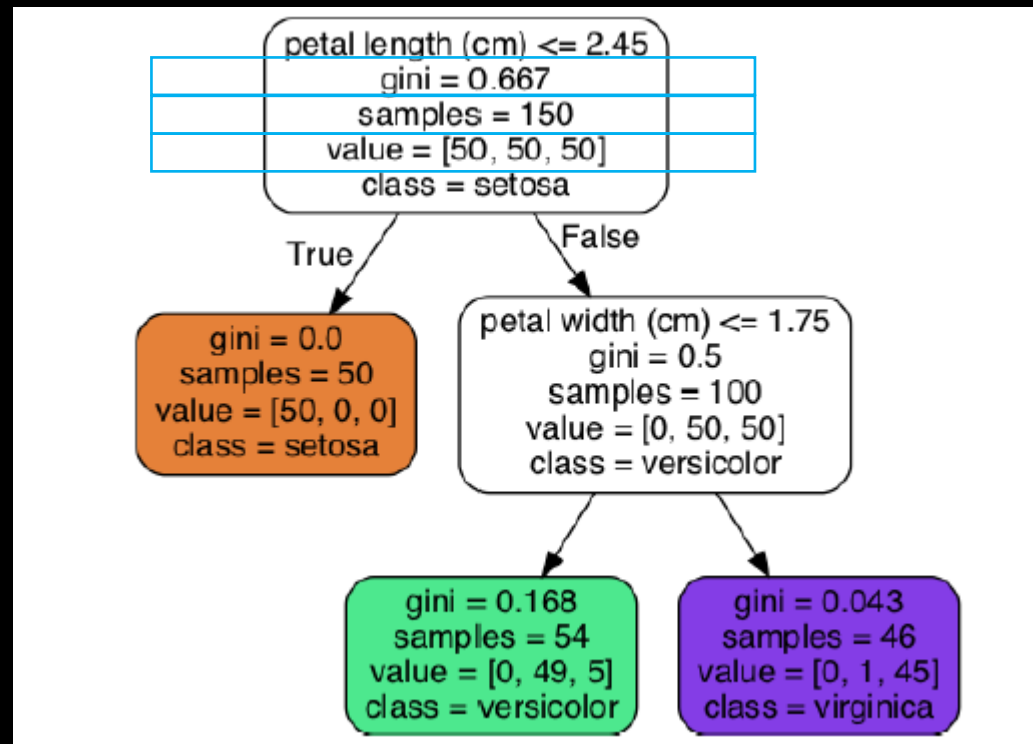 petal length (cm) <= 2.45
gini = 0.667
samples = 150
value = [50, 50, 50]
class = setosa
True
False
gini = 0.0
samples = 50
value = [50, 0, 0]
class = setosa
petal width (cm) <= 1.75
gini = 0.5
samples = 100
value = [0, 50, 50]
class = versicolor
gini = 0.168
samples = 54
value = [0, 49, 5]
class = versicolor
gini = 0.043
samples = 46
value = [0, 1, 45]
class = virginica